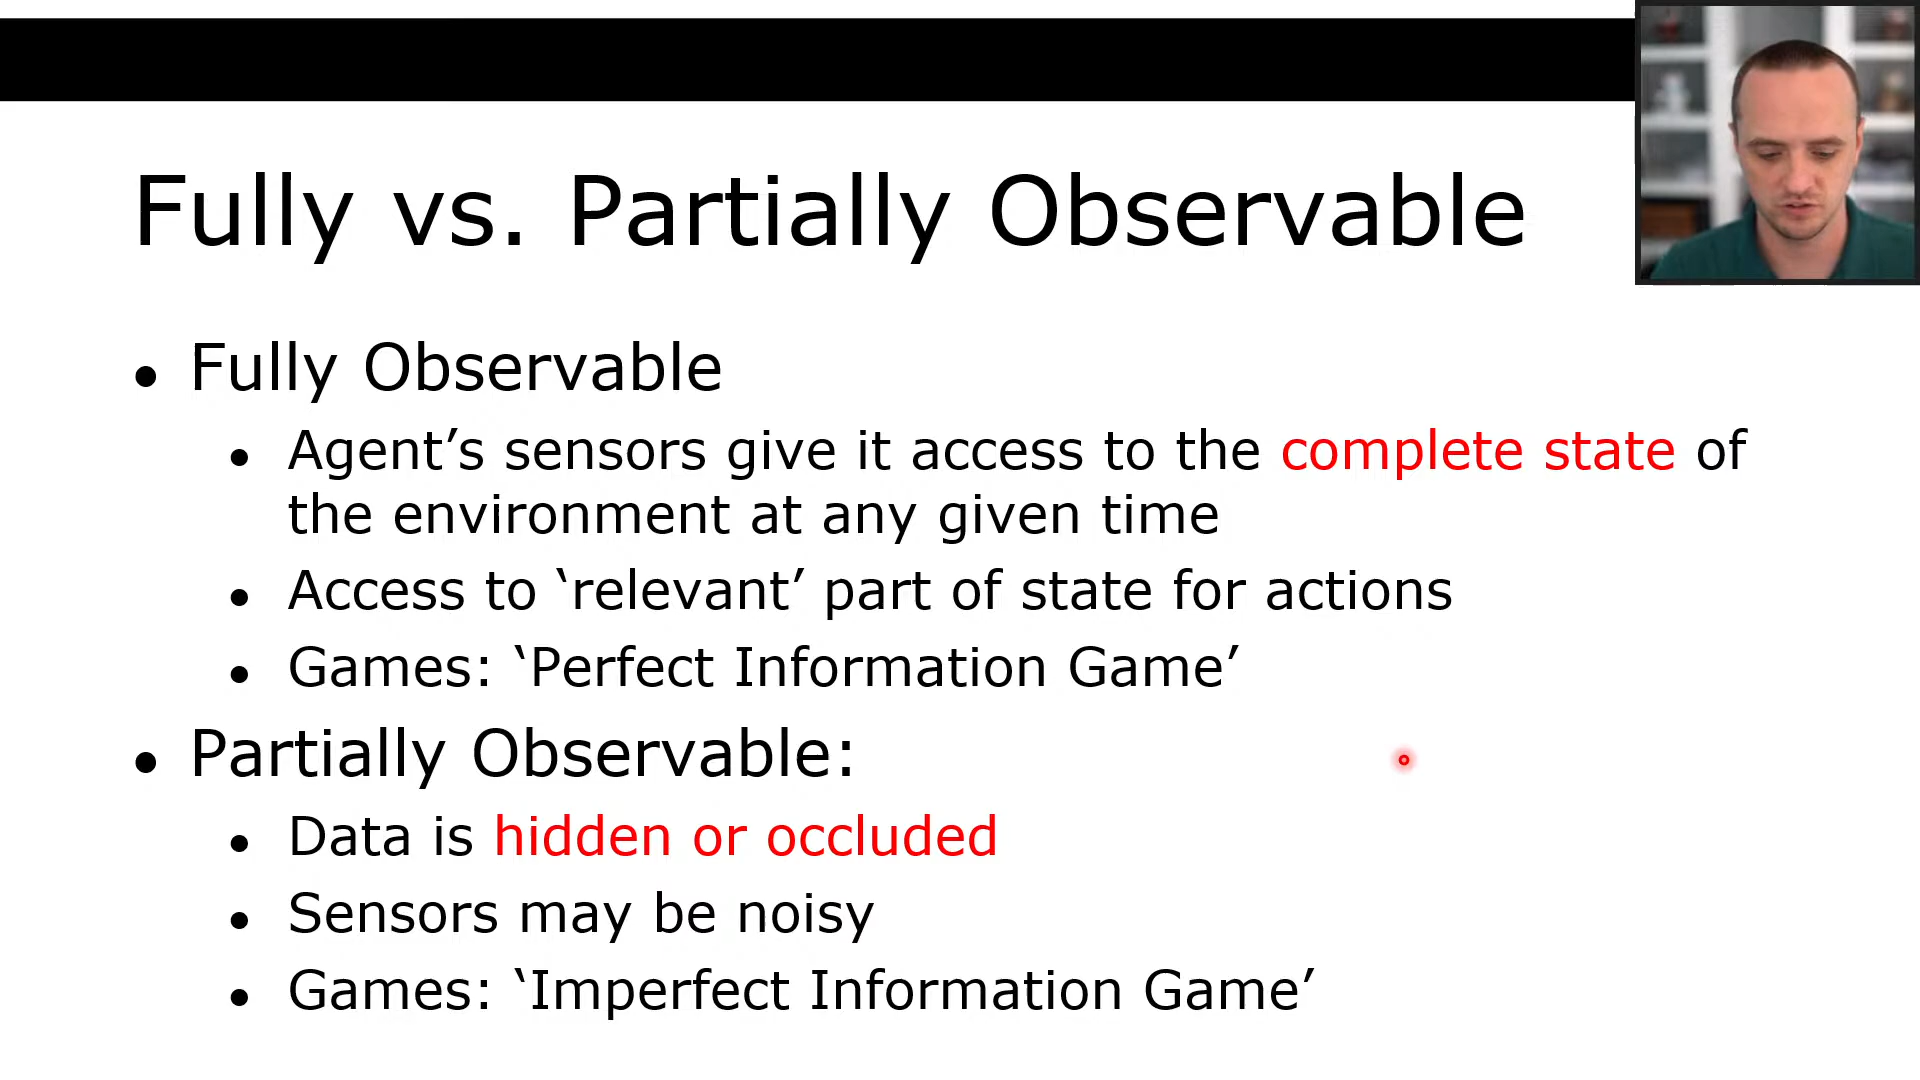 Fully vs. Partially Observable
• Fully Observable
• Agent’s sensors give it access to the complete state of
the environment at any given time
• Access to ‘relevant’ part of state for actions
• Games: ‘Perfect Information Game’
• Partially Observable:
• Data is hidden or occluded
• Sensors may be noisy
• Games: ‘Imperfect Information Game’